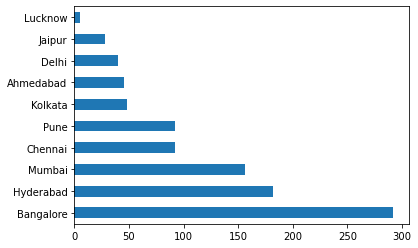 Lucknow
Jaipur
Delhi
Ahmedabad
Kolkata
Pune
Chennai
Mumbai
Hyderabad
Bangalore
0 50 100 150 200 250 300